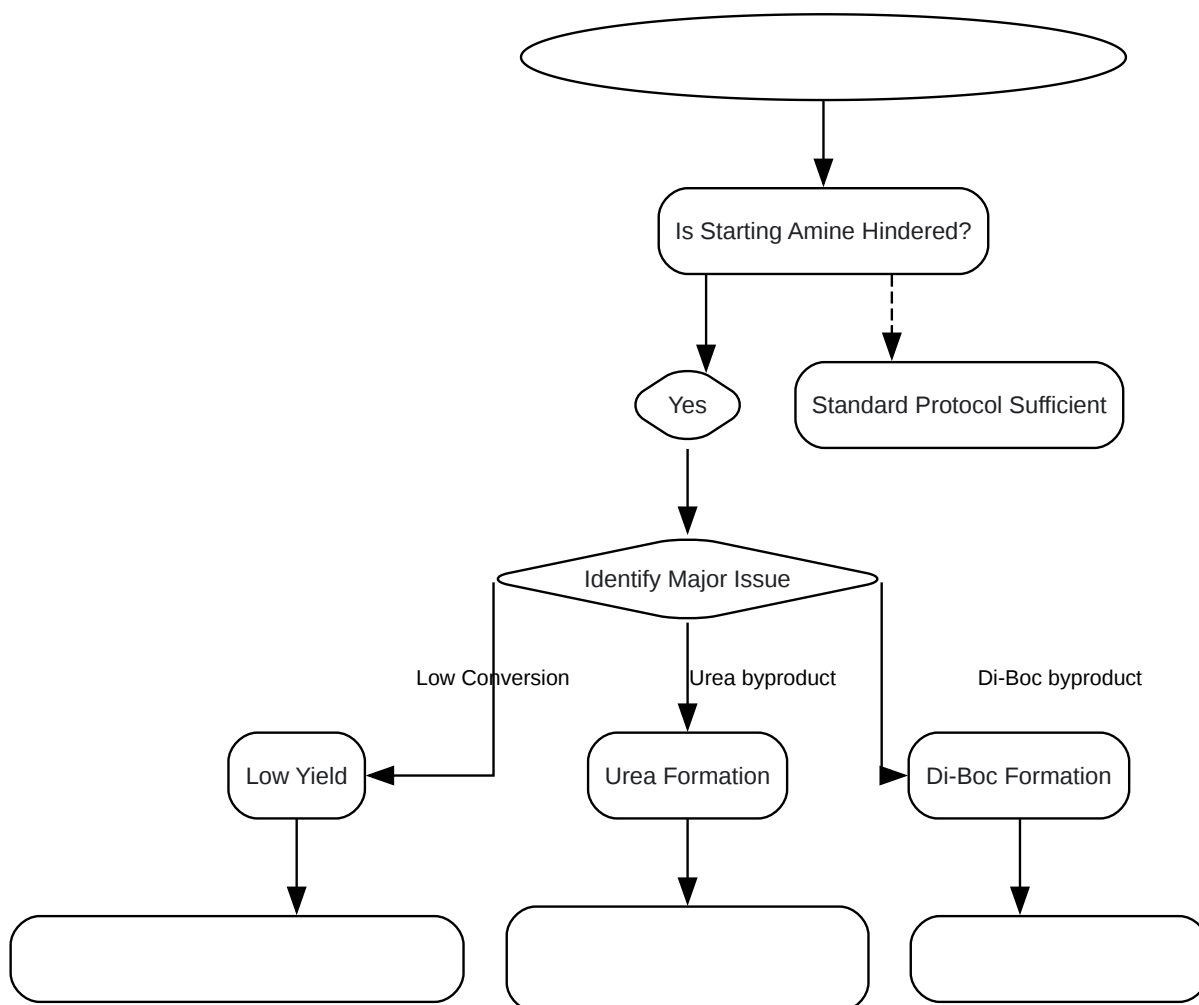 Is Starting Amine Hindered?
Yes
Standard Protocol Sufficient
Identify Major Issue
Low Conversion
Urea byproduct
Di-Boc byproduct
Low Yield
Urea Formation
Di-Boc Formation